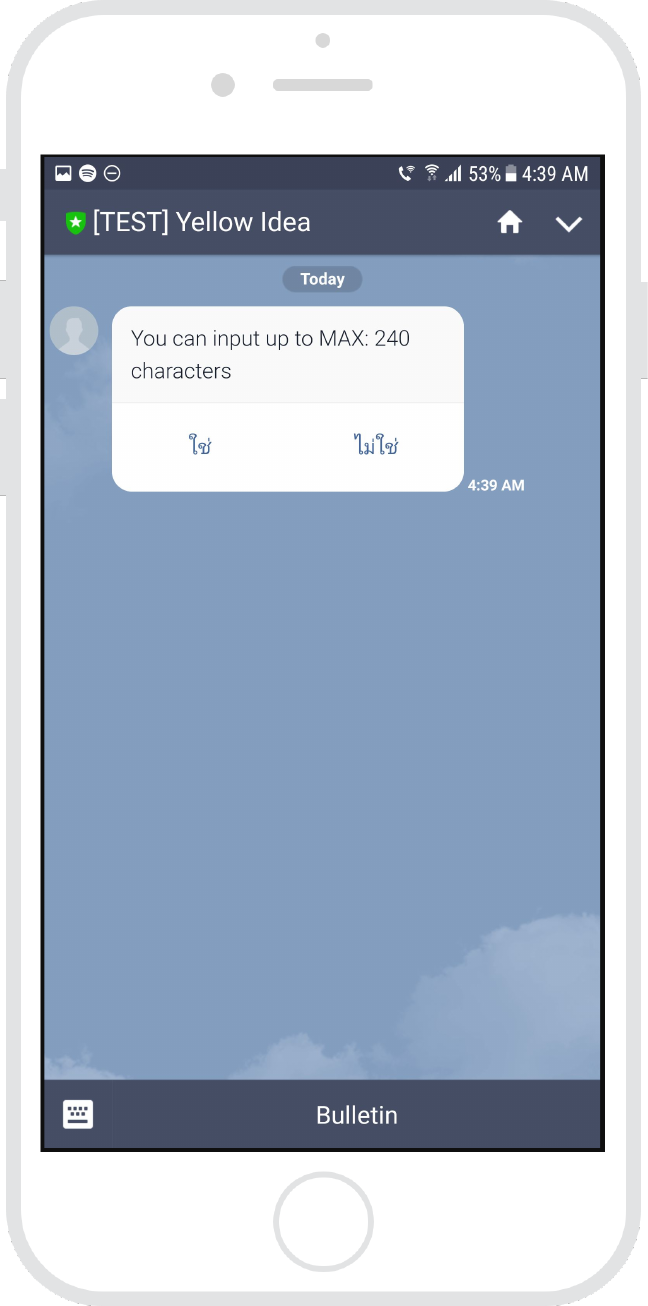 53% 4:39 AM
[TEST] Yellow Idea
Today
You can input up to MAX: 240
characters
ใช่ ไม่ใช่
4:39 AM
Bulletin